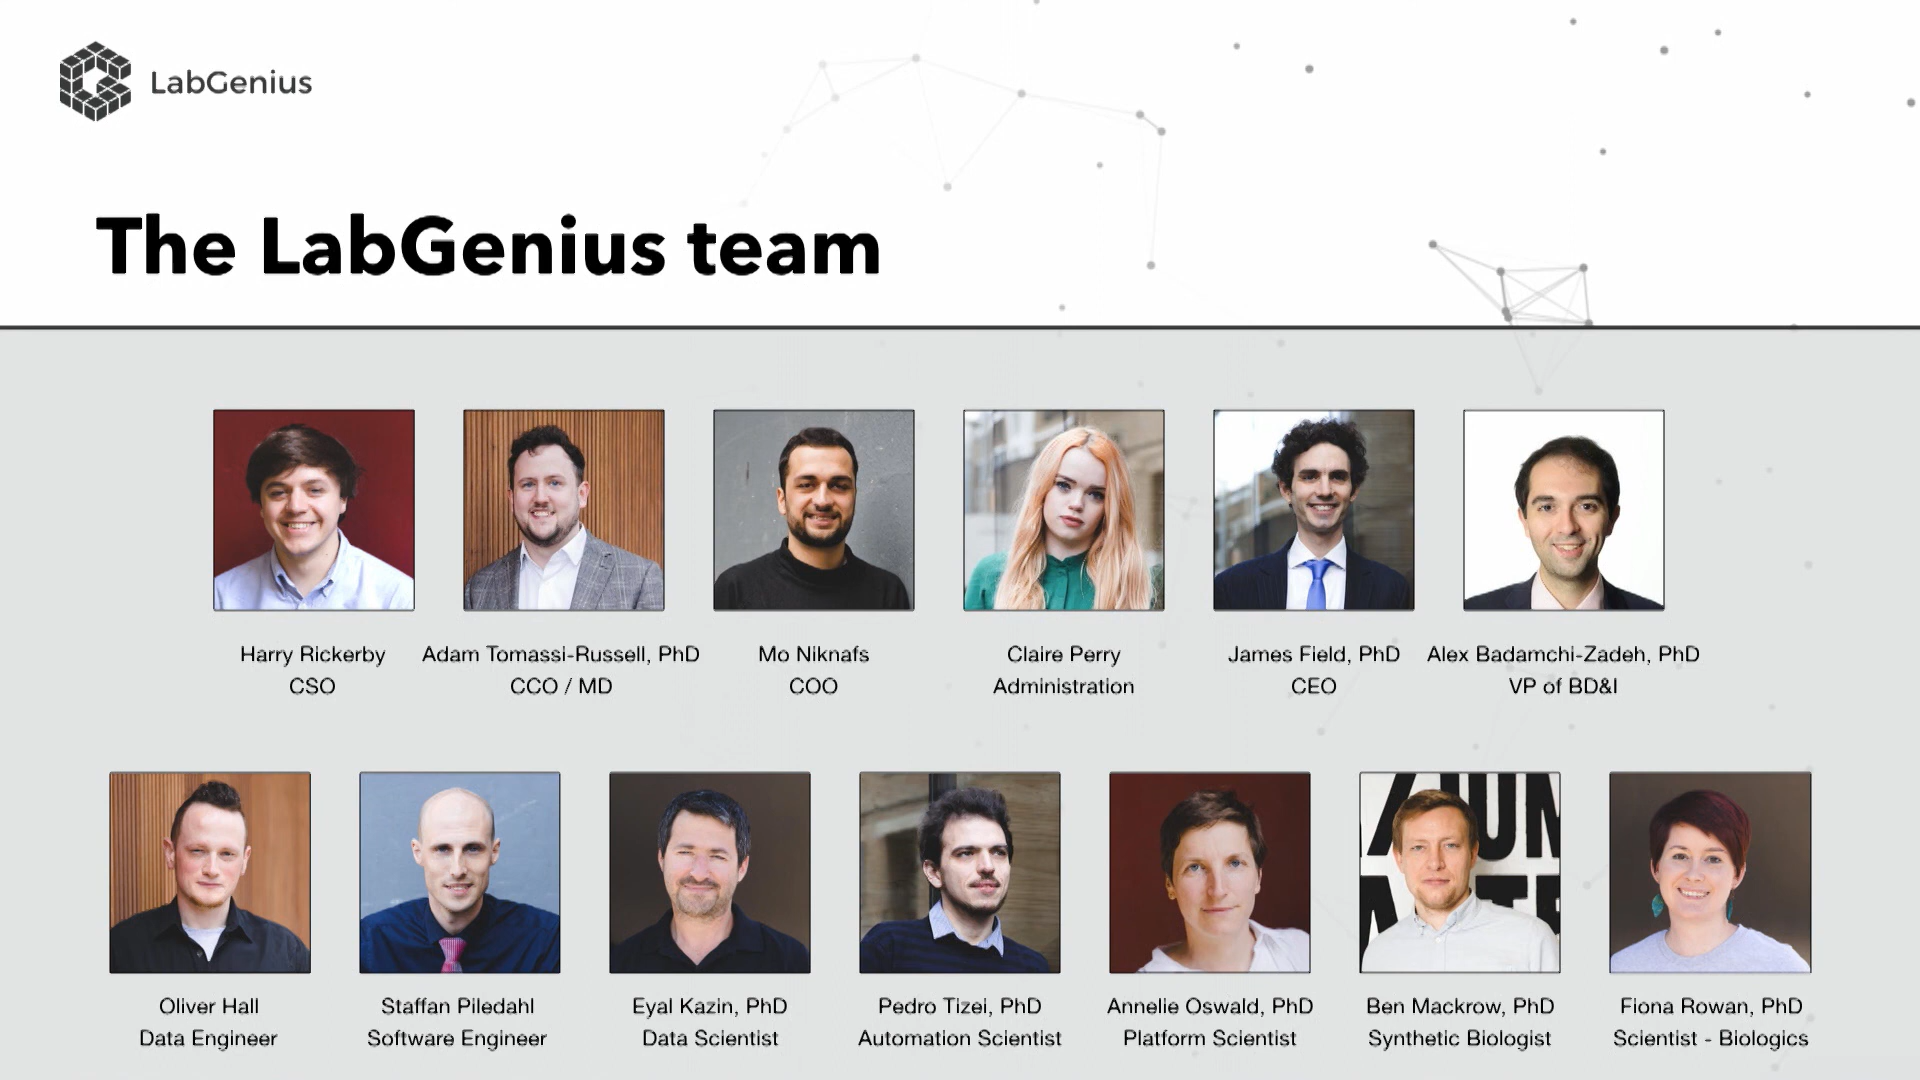 LabGenius
The LabGenius team
Harry Rickerby
CSO
Adam Tomassi-Russell, PhD
CCO / MD
Mo Niknafs
COO
Claire Perry
Administration
James Field, PhD
CEO
Alex Badamchi-Zadeh, PhD
VP of BD&I
Oliver Hall
Data Engineer
Staffan Piledahl
Software Engineer
Eyal Kazin, PhD
Data Scientist
Pedro Tizei, PhD
Automation Scientist
Annelie Oswald, PhD
Platform Scientist
Ben Mackrow, PhD
Synthetic Biologist
Fiona Rowan, PhD
Scientist - Biologics